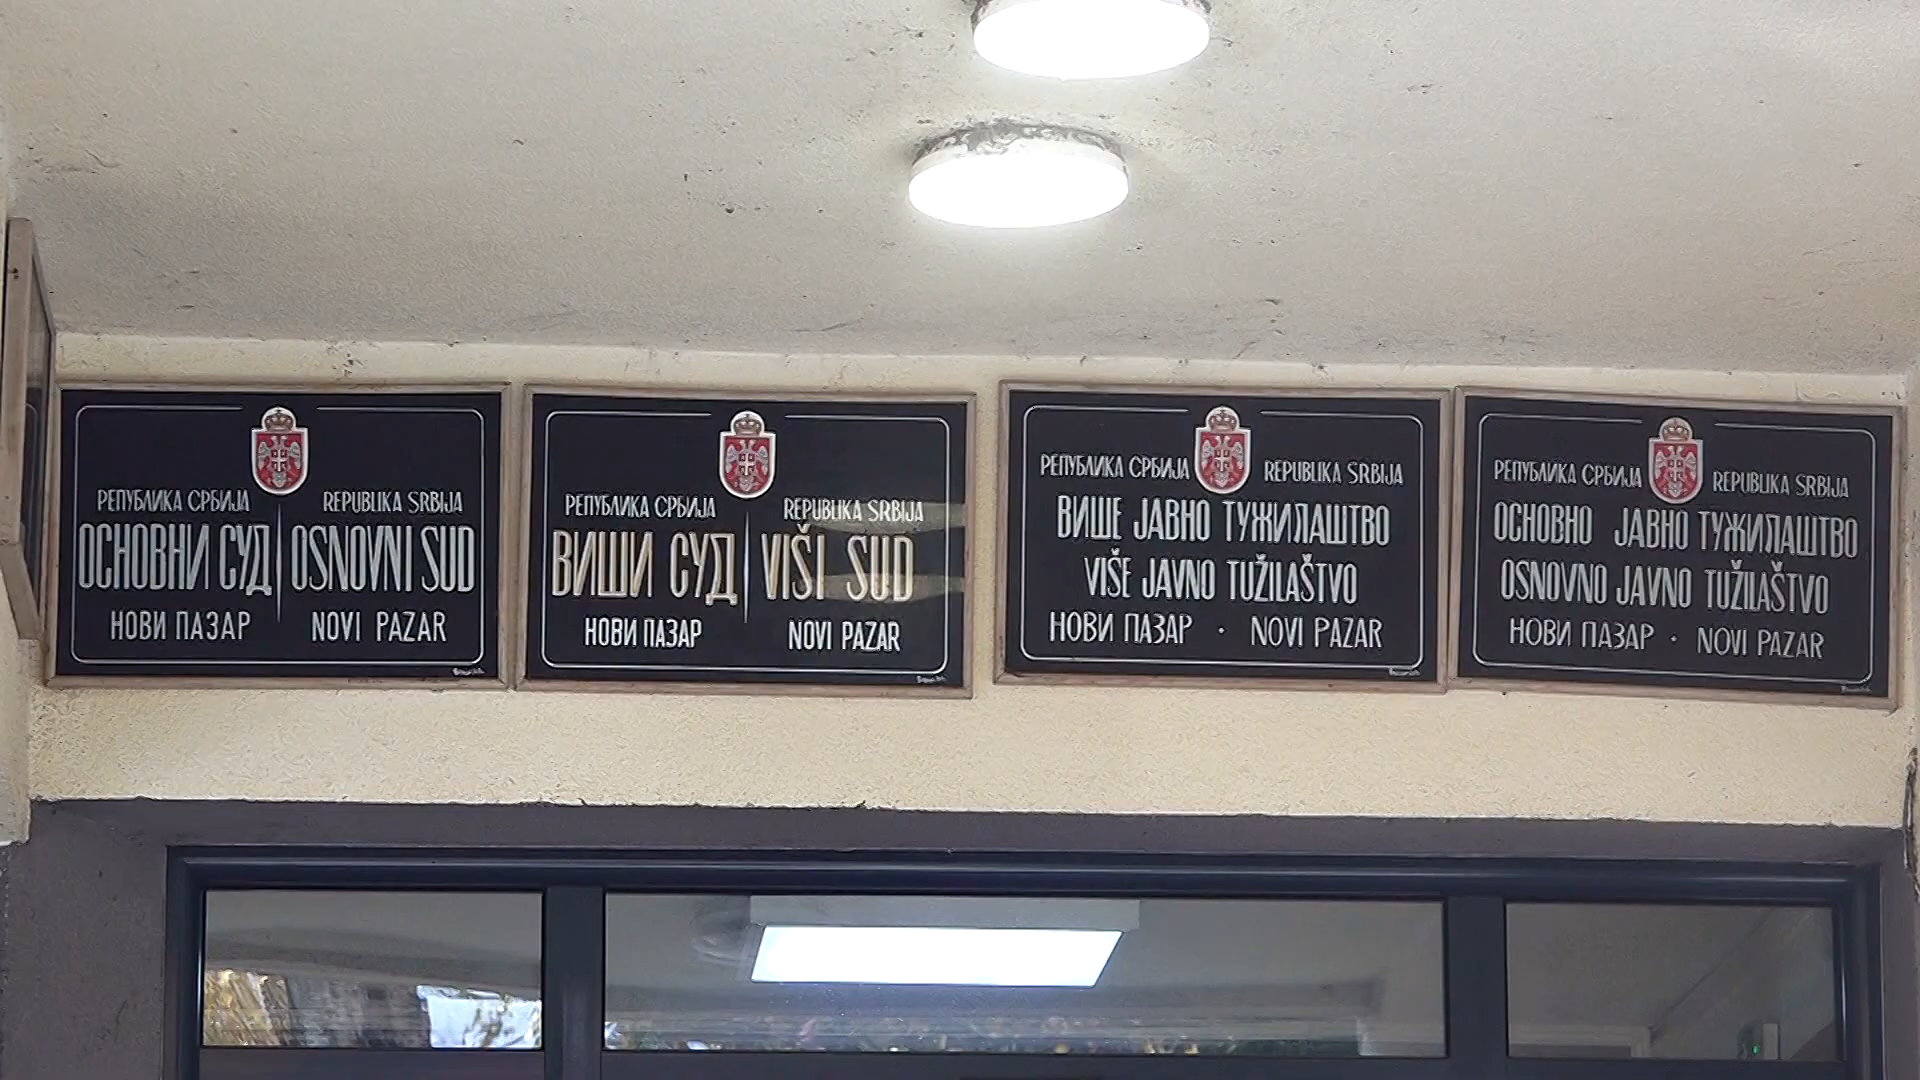 РЕПУБЛИКА СРБИЈА REPUBLIKA SRBIJA
ОСНОВНИ СУД OSNOVNI SUD
НОВИ ПАЗАР NOVI PAZAR
РЕПУБЛИКА СРБИЈА REPUBLIKA SRBIJA
ВИШИ СУД VIŠI SUD
НОВИ ПАЗАР NOVI PAZAR
РЕПУБЛИКА СРБИЈА REPUBLIKA SRBIJA
ВИШЕ ЈАВНО ТУЖИЛАШТВО
VIŠE JAVNO TUŽILAŠTVO
НОВИ ПАЗАР · NOVI PAZAR
РЕПУБЛИКА СРБИЈА REPUBLIKA SRBIJA
ОСНОВНО ЈАВНО ТУЖИЛАШТВО
OSNOVNO JAVNO TUŽILAŠTVO
НОВИ ПАЗАР · NOVI PAZAR